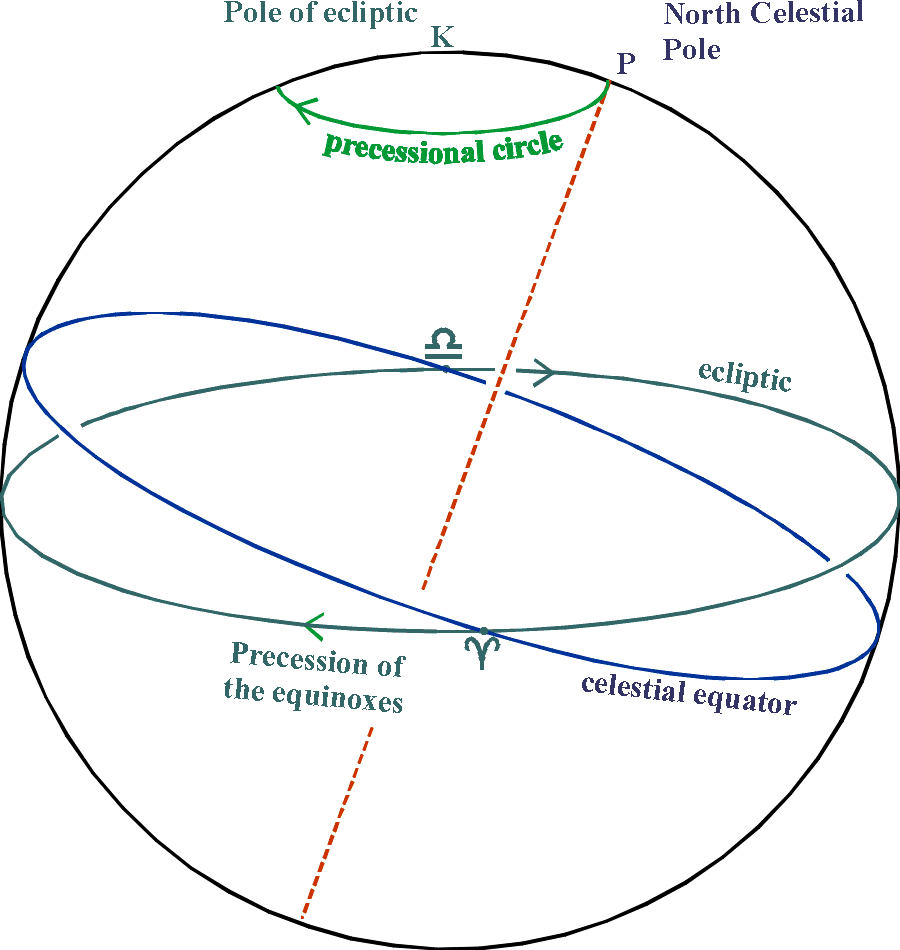 Pole of ecliptic
K
North Celestial
Pole
P
precessional circle
♎
ecliptic
Precession of
the equinoxes
♈
celestial equator